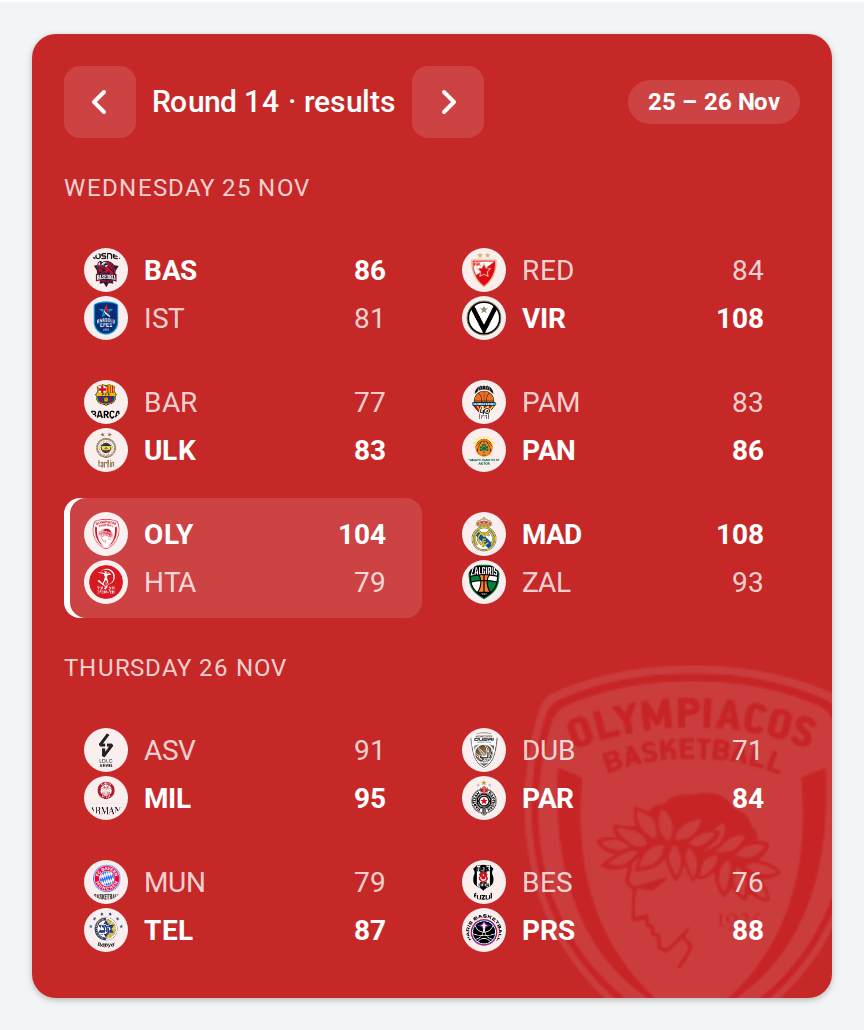 Round 14 · results
25 – 26 Nov
WEDNESDAY 25 NOV
BAS 86
IST 81
RED 84
VIR 108
BAR 77
ULK 83
PAM 83
PAN 86
OLY 104
HTA 79
MAD 108
ZAL 93
THURSDAY 26 NOV
OLYMPIACOS
BASKETBALL
ASV 91
MIL 95
DUB 71
PAR 84
MUN 79
TEL 87
BES 76
PRS 88